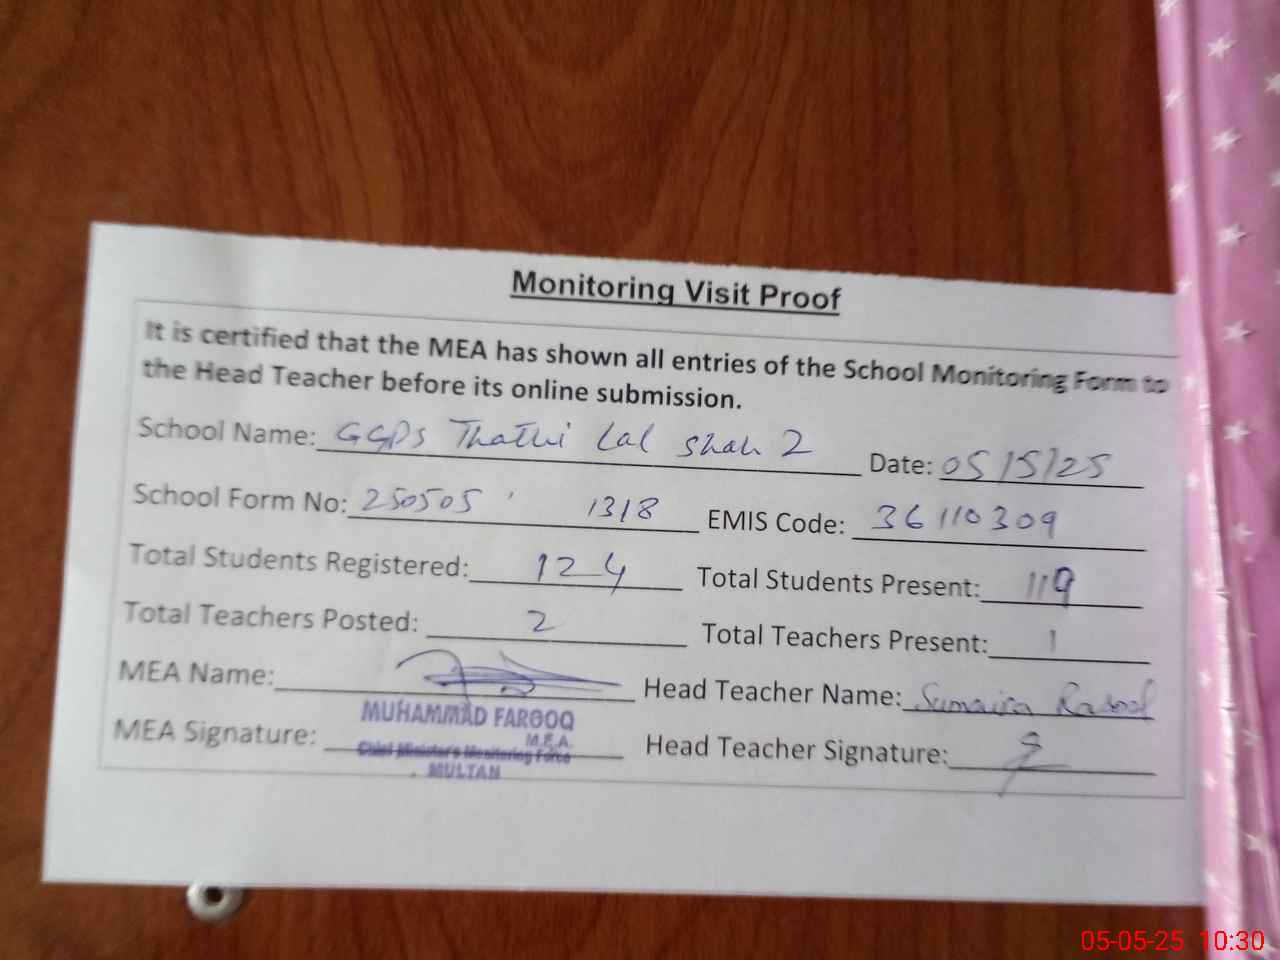 Monitoring Visit Proof
It is certified that the MEA has shown all entries of the School Monitoring Form to
the Head Teacher before its online submission.
School Name: GGPS Thathi Lal Shah 2 Date: 05/5/25
School Form No: 250505 1318 EMIS Code: 36110309
Total Students Registered: 124 Total Students Present: 119
Total Teachers Posted: 2 Total Teachers Present: 1
MEA Name: Head Teacher Name: Sumaira Rasool
MUHAMMAD FAROOQ
M.E.A.
MEA Signature: Chief Minister's Monitoring Force Head Teacher Signature:
MULTAN
05-05-25 10:30